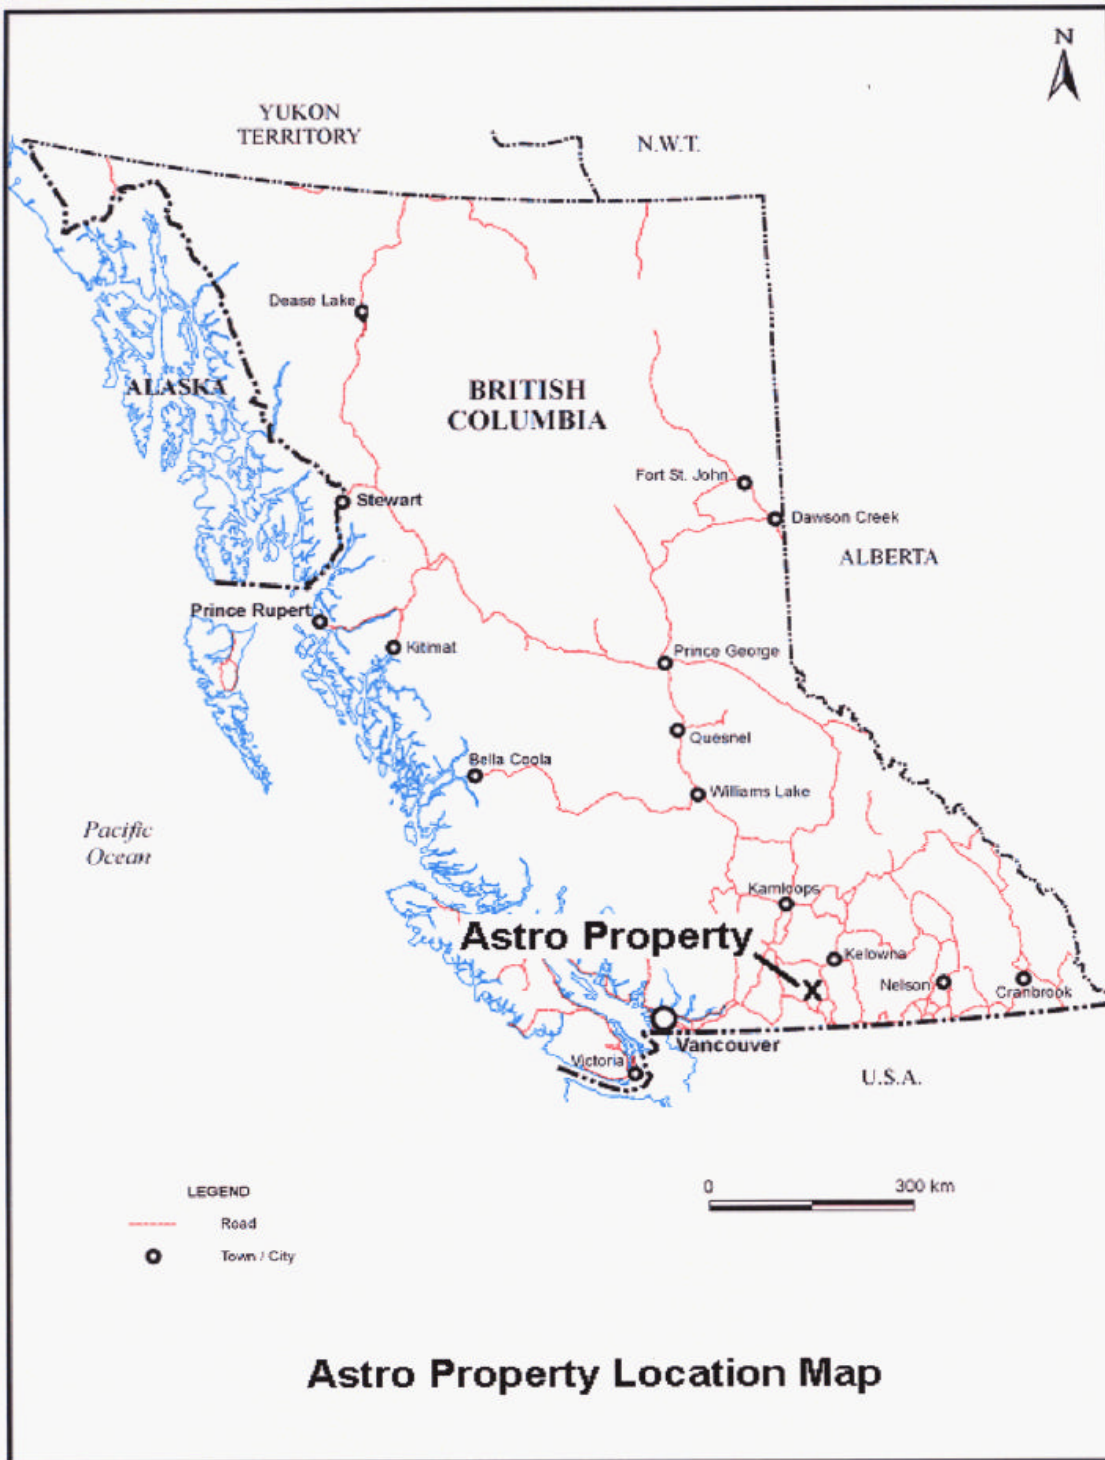 N
YUKON
TERRITORY
N.W.T.
Dease Lake
ALASKA
BRITISH
COLUMBIA
Fort St. John
Stewart
Dawson Creek
ALBERTA
Prince Rupert
Kitimat
Prince George
Quesnel
Bella Coola
Williams Lake
Pacific
Ocean
Kamloops
Astro Property
Kelowna
X
Nelson
Cranbrook
Vancouver
Victoria
U.S.A.
LEGEND
0 300 km
Road
Town / City
Astro Property Location Map